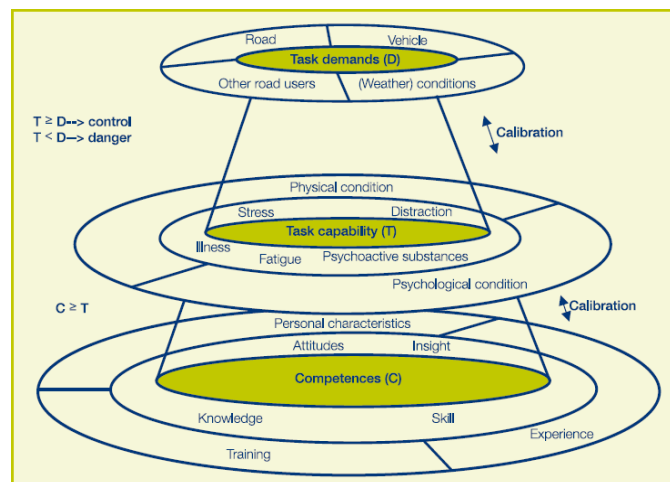 Road
Vehicle
Task demands (D)
Other road users
(Weather) conditions
T ≥ D--> control
T < D—> danger
Calibration
Physical condition
Stress
Distraction
Task capability (T)
Illness
Fatigue
Psychoactive substances
Psychological condition
C ≥ T
Calibration
Personal characteristics
Attitudes
Insight
Competences (C)
Knowledge
Skill
Experience
Training